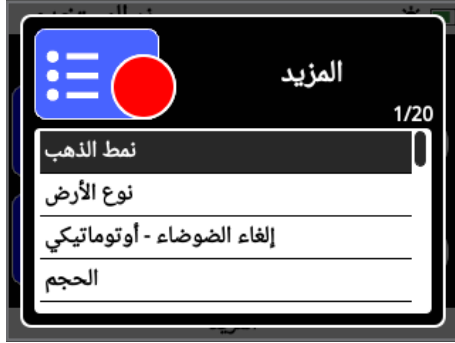 المزيد
1/20
نمط الذهب
نوع الأرض
إلغاء الضوضاء - أوتوماتيكي
الحجم